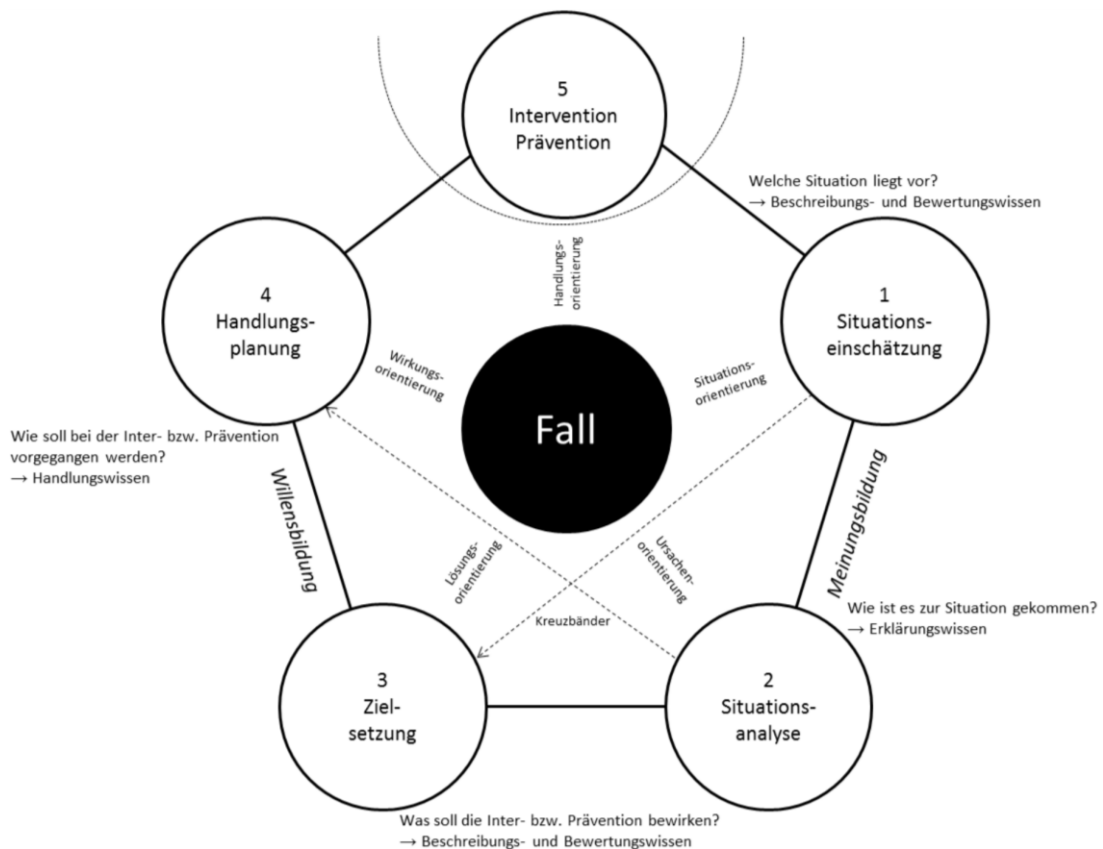 5
Intervention
Prävention
Welche Situation liegt vor?
→ Beschreibungs- und Bewertungswissen
Handlungs-
orientierung
4
Handlungs-
planung
1
Situations-
einschätzung
Wirkungs-
orientierung
Situations-
orientierung
Fall
Wie soll bei der Inter- bzw. Prävention
vorgegangen werden?
→ Handlungswissen
Willensbildung
Meinungsbildung
Lösungs-
orientierung
Ursachen-
orientierung
Kreuzbänder
Wie ist es zur Situation gekommen?
→ Erklärungswissen
3
Ziel-
setzung
2
Situations-
analyse
Was soll die Inter- bzw. Prävention bewirken?
→ Beschreibungs- und Bewertungswissen